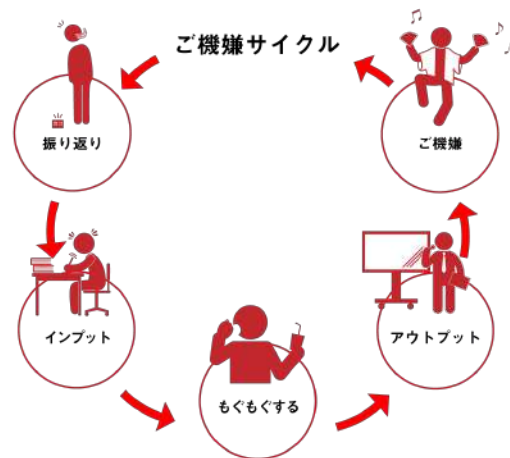 ご機嫌サイクル
振り返り
ご機嫌
インプット
アウトプット
もぐもぐする